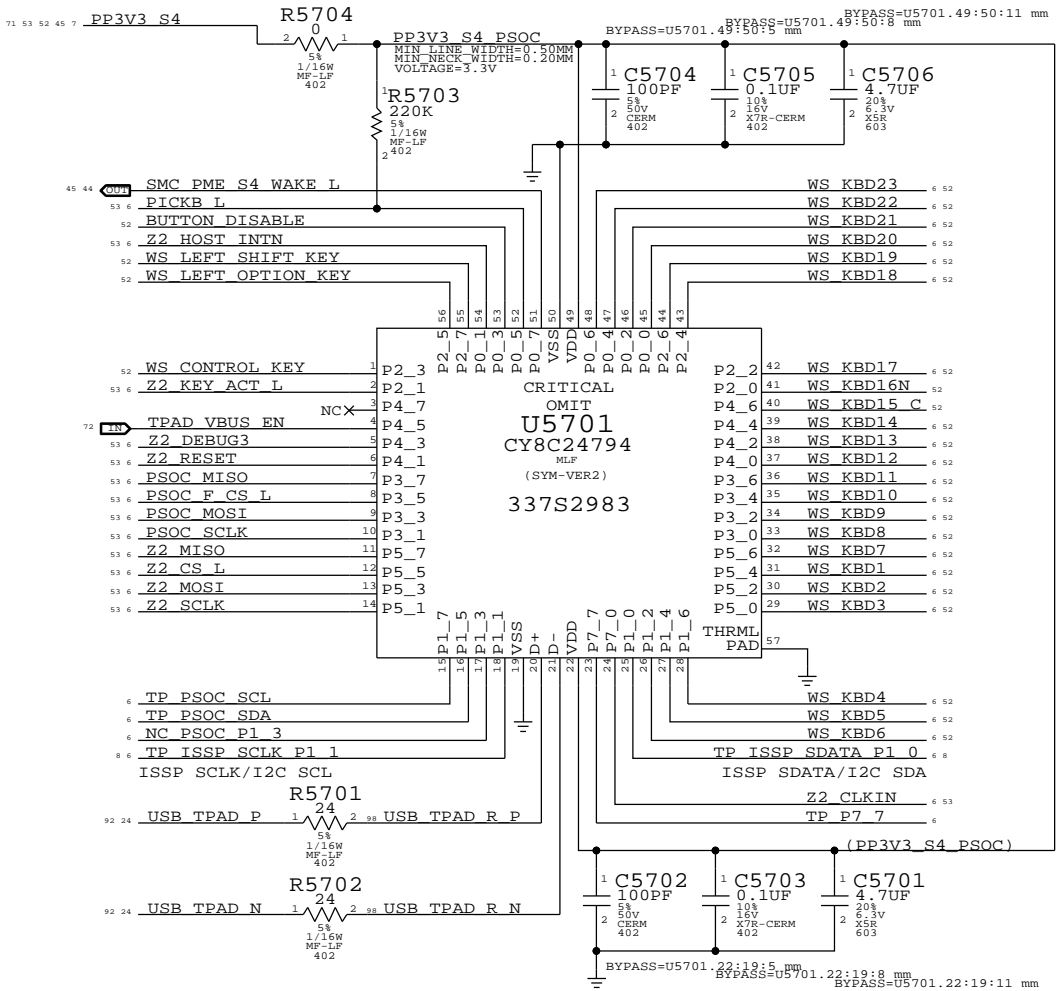 71 53 52 45 7 PP3V3_S4
R5704
0
2 1
5%
1/16W
MF-LF
402
PP3V3_S4_PSOC
MIN_LINE_WIDTH=0.50MM
MIN_NECK_WIDTH=0.20MM
VOLTAGE=3.3V
BYPASS=U5701.49:50:5 mm
BYPASS=U5701.49:50:8 mm
BYPASS=U5701.49:50:11 mm
1
R5703
220K
5%
1/16W
MF-LF
402
2
1 C5704
100PF
5%
50V
2 CERM
402
1 C5705
0.1UF
10%
16V
2 X7R-CERM
402
1 C5706
4.7UF
20%
6.3V
2 X5R
603
45 44 OUT SMC_PME_S4_WAKE_L
53 6 PICKB_L
52 BUTTON_DISABLE
53 6 Z2_HOST_INTN
52 WS_LEFT_SHIFT_KEY
52 WS_LEFT_OPTION_KEY
WS_KBD23 6 52
WS_KBD22 6 52
WS_KBD21 6 52
WS_KBD20 6 52
WS_KBD19 6 52
WS_KBD18 6 52
56 55 54 53 52 51 50 49 48 47 46 45 44 43
P2_5 P2_7 P0_1 P0_3 P0_5 P0_7 VSS VDD P0_6 P0_4 P0_2 P0_0 P2_6 P2_4
CRITICAL
OMIT
U5701
CY8C24794
MLF
(SYM-VER2)
337S2983
52 WS_CONTROL_KEY 1 P2_3
53 6 Z2_KEY_ACT_L 2 P2_1
NC 3 P4_7
72 IN TPAD_VBUS_EN 4 P4_5
53 6 Z2_DEBUG3 5 P4_3
53 6 Z2_RESET 6 P4_1
53 6 PSOC_MISO 7 P3_7
53 6 PSOC_F_CS_L 8 P3_5
53 6 PSOC_MOSI 9 P3_3
53 6 PSOC_SCLK 10 P3_1
53 6 Z2_MISO 11 P5_7
53 6 Z2_CS_L 12 P5_5
53 6 Z2_MOSI 13 P5_3
53 6 Z2_SCLK 14 P5_1
P2_2 42 WS_KBD17 6 52
P2_0 41 WS_KBD16N 52
P4_6 40 WS_KBD15_C 52
P4_4 39 WS_KBD14 6 52
P4_2 38 WS_KBD13 6 52
P4_0 37 WS_KBD12 6 52
P3_6 36 WS_KBD11 6 52
P3_4 35 WS_KBD10 6 52
P3_2 34 WS_KBD9 6 52
P3_0 33 WS_KBD8 6 52
P5_6 32 WS_KBD7 6 52
P5_4 31 WS_KBD1 6 52
P5_2 30 WS_KBD2 6 52
P5_0 29 WS_KBD3 6 52
THRML
PAD 57
P1_7 P1_5 P1_3 P1_1 VSS D+ D- VDD P7_7 P7_0 P1_0 P1_2 P1_4 P1_6
15 16 17 18 19 20 21 22 23 24 25 26 27 28
6 TP_PSOC_SCL
6 TP_PSOC_SDA
6 NC_PSOC_P1_3
8 6 TP_ISSP_SCLK_P1_1
ISSP SCLK/I2C SCL
WS_KBD4 6 52
WS_KBD5 6 52
WS_KBD6 6 52
TP_ISSP_SDATA_P1_0 6 8
ISSP SDATA/I2C SDA
Z2_CLKIN 6 53
TP_P7_7 6
R5701
24
92 24 USB_TPAD_P 1 2 98 USB_TPAD_R_P
5%
1/16W
MF-LF
402
R5702
24
92 24 USB_TPAD_N 1 2 98 USB_TPAD_R_N
5%
1/16W
MF-LF
402
(PP3V3_S4_PSOC)
1 C5702
100PF
5%
50V
2 CERM
402
1 C5703
0.1UF
10%
16V
2 X7R-CERM
402
1 C5701
4.7UF
20%
6.3V
2 X5R
603
BYPASS=U5701.22:19:5 mm
BYPASS=U5701.22:19:8 mm
BYPASS=U5701.22:19:11 mm